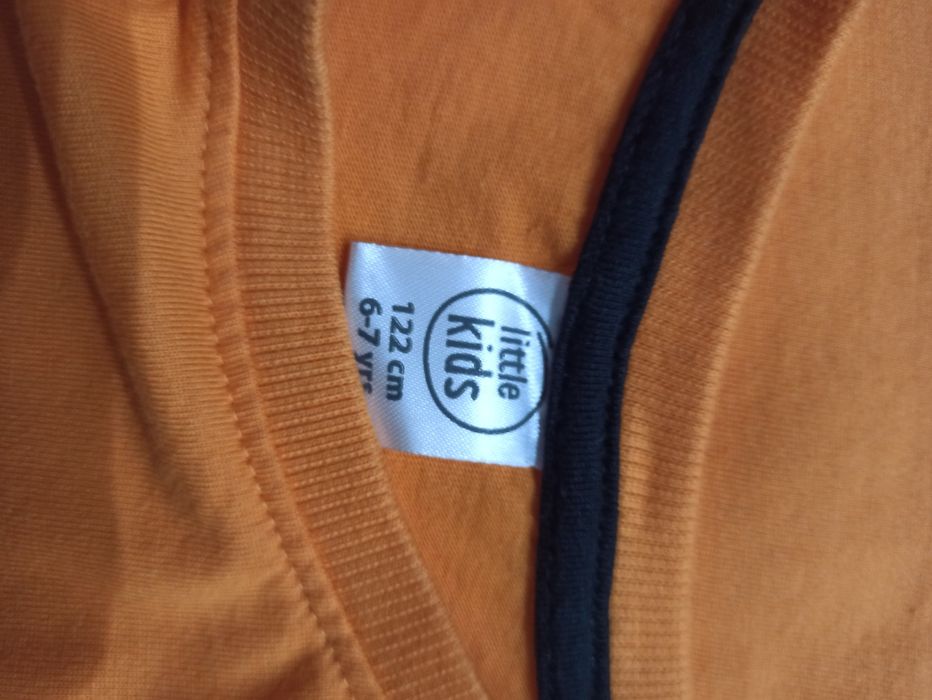 little
kids
122 cm
6-7 yrs